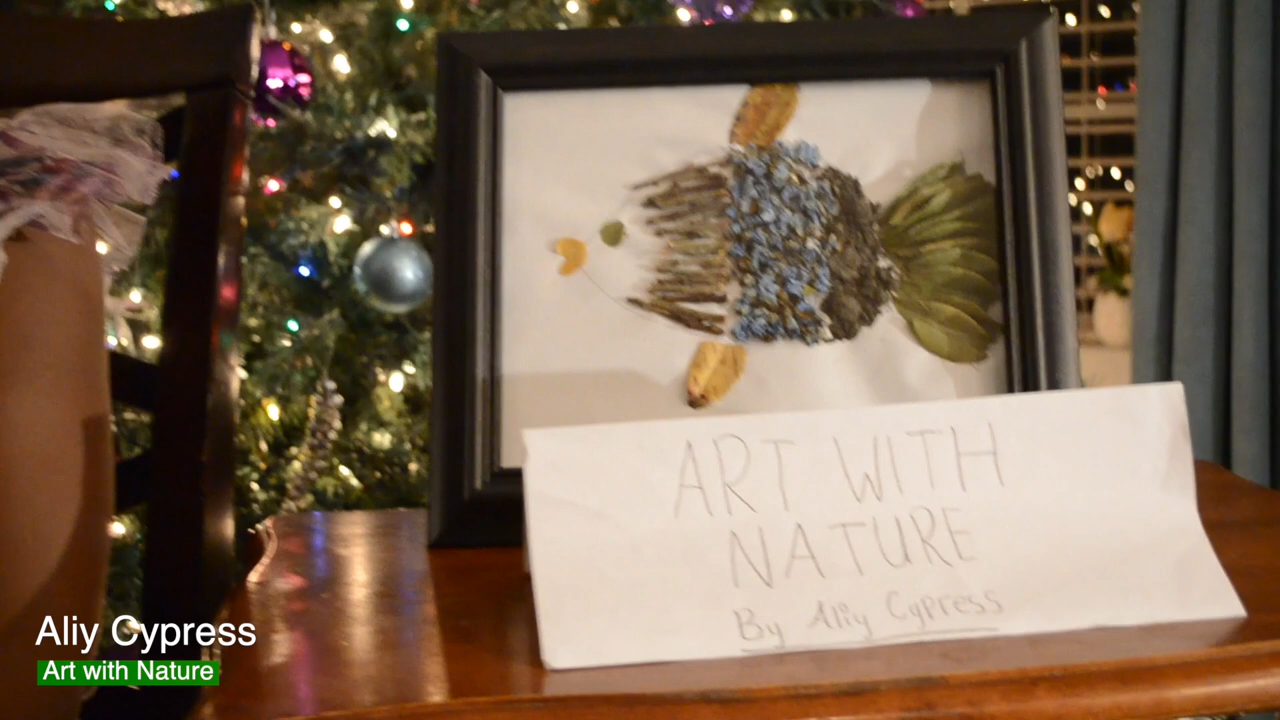 ART WITH
NATURE
By Aliy Cypress
Aliy Cypress
Art with Nature